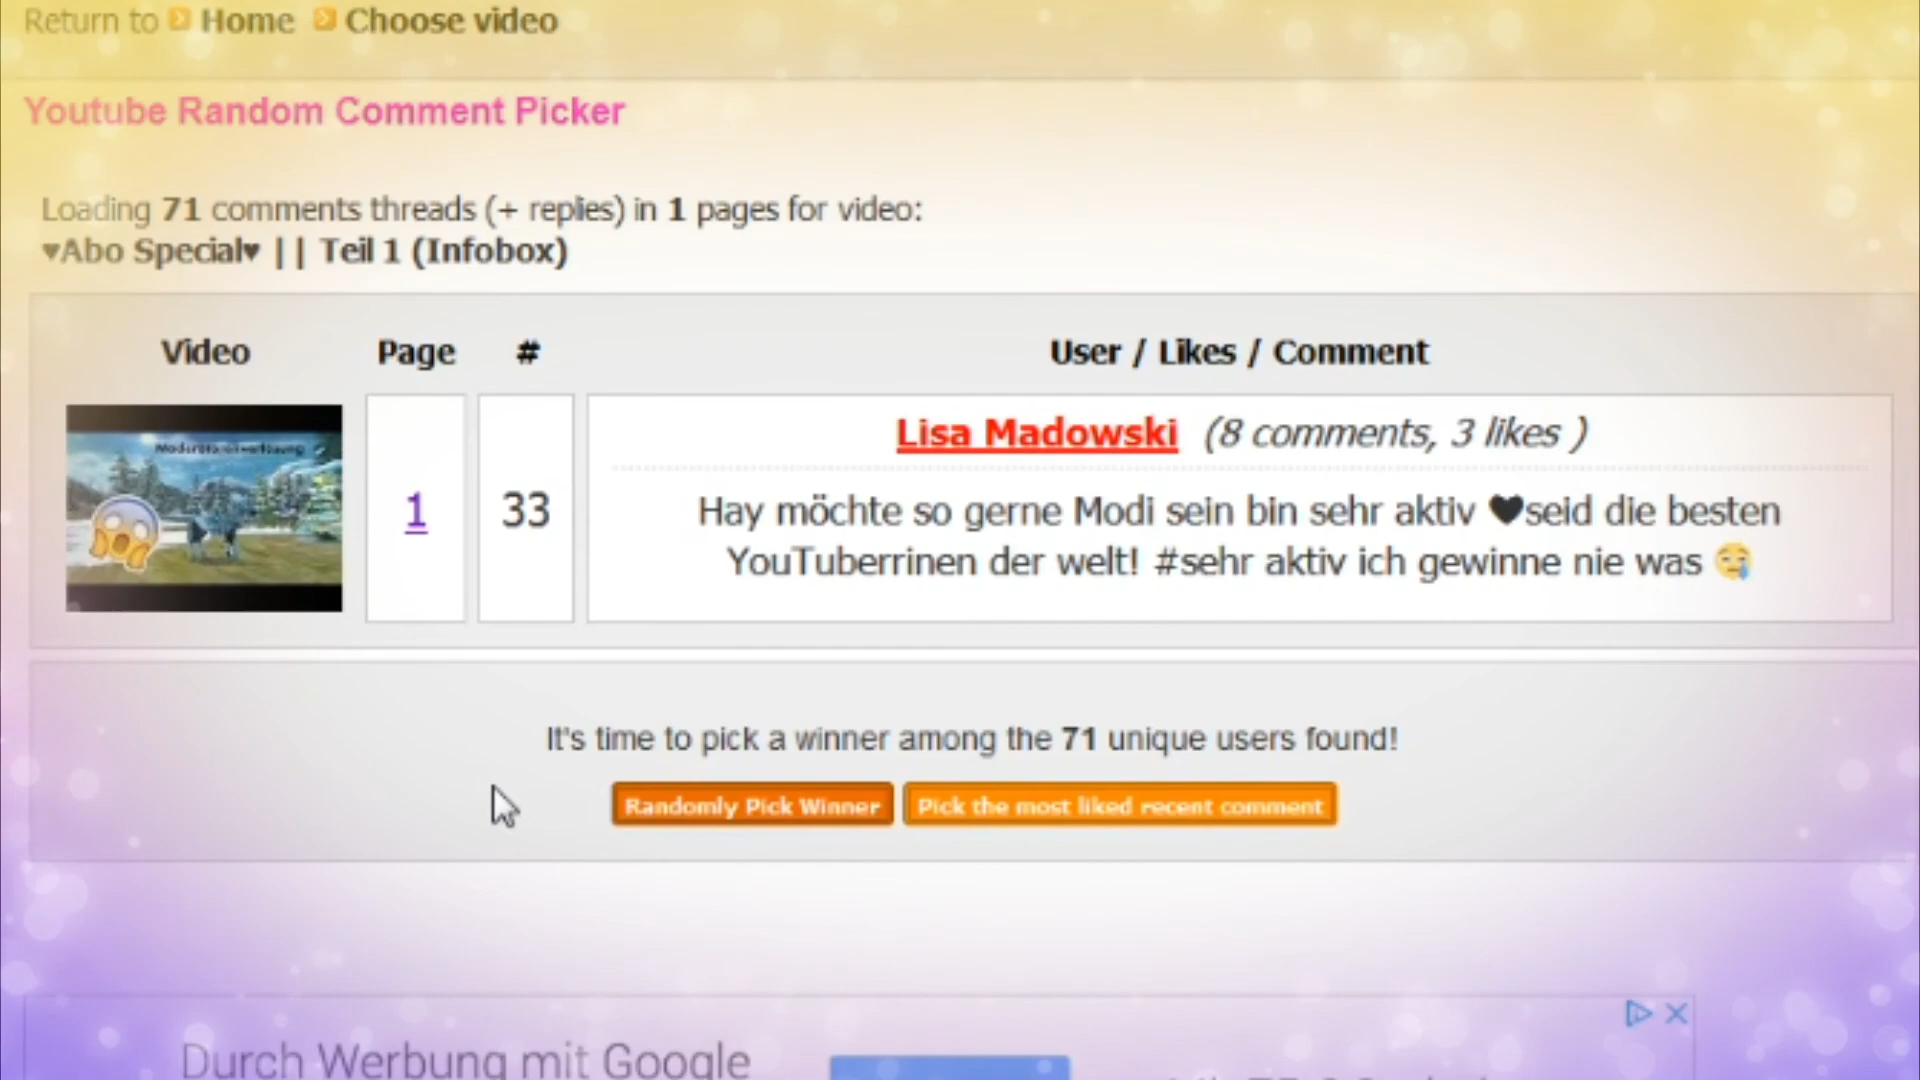 Return to Home Choose video
Youtube Random Comment Picker
Loading 71 comments threads (+ replies) in 1 pages for video:
♥Abo Special♥ || Teil 1 (Infobox)
Video Page # User / Likes / Comment
Lisa Madowski (8 comments, 3 likes )
1 33
Hay möchte so gerne Modi sein bin sehr aktiv ♥seid die besten
YouTuberrinen der welt! #sehr aktiv ich gewinne nie was 😢
It's time to pick a winner among the 71 unique users found!
Randomly Pick Winner Pick the most liked recent comment
Durch Werbung mit Google